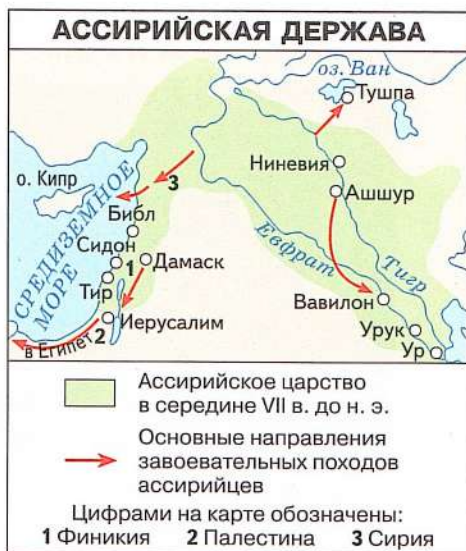 АССИРИЙСКАЯ ДЕРЖАВА
оз. Ван
Тушпа
Ниневия
о. Кипр
3
Ашшур
Библ
СРЕДИЗЕМНОЕ МОРЕ
Евфрат
Тигр
Сидон
1
Дамаск
Тир
Вавилон
2
Иерусалим
Урук
в Египет
Ур
Ассирийское царство
в середине VII в. до н. э.
Основные направления
завоевательных походов
ассирийцев
Цифрами на карте обозначены:
1 Финикия 2 Палестина 3 Сирия